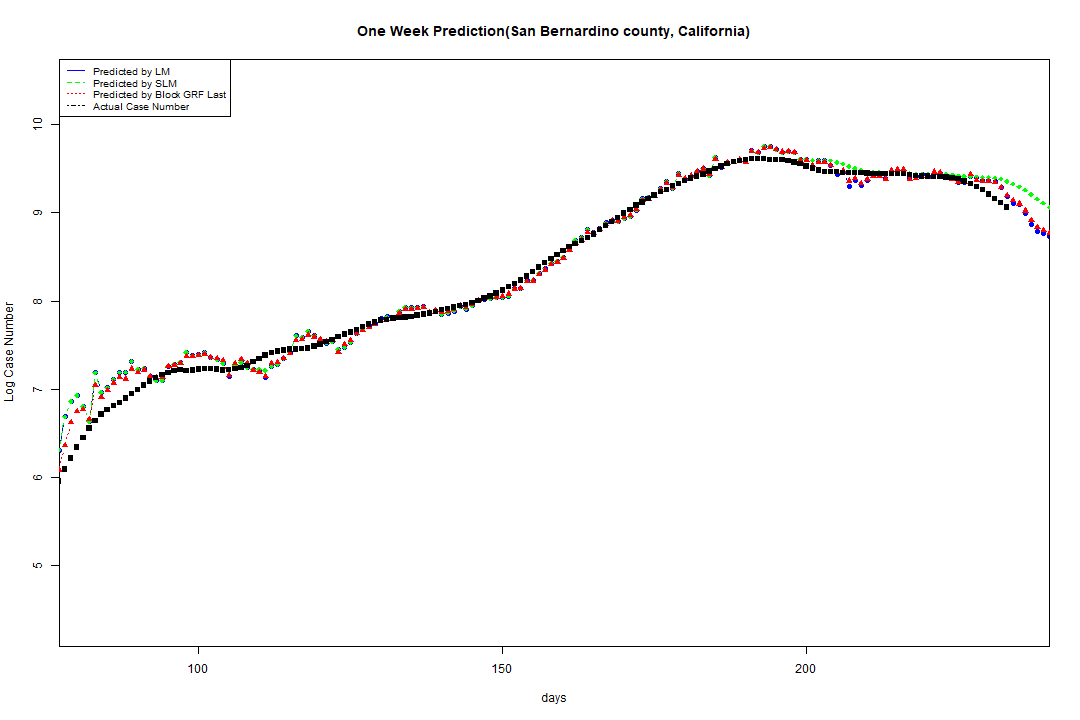 One Week Prediction(San Bernardino county, California)
Predicted by LM
Predicted by SLM
Predicted by Block GRF Last
Actual Case Number
10
9
8
7
6
5
Log Case Number
100
150
200
days